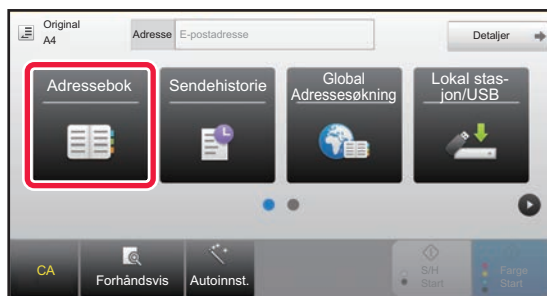 Original
A4
Adresse
E-postadresse
Detaljer
Adressebok
Sendehistorie
Global
Adressesøkning
Lokal stas-
jon/USB
CA
Forhåndsvis
Autoinnst.
S/H
Start
Farge
Start